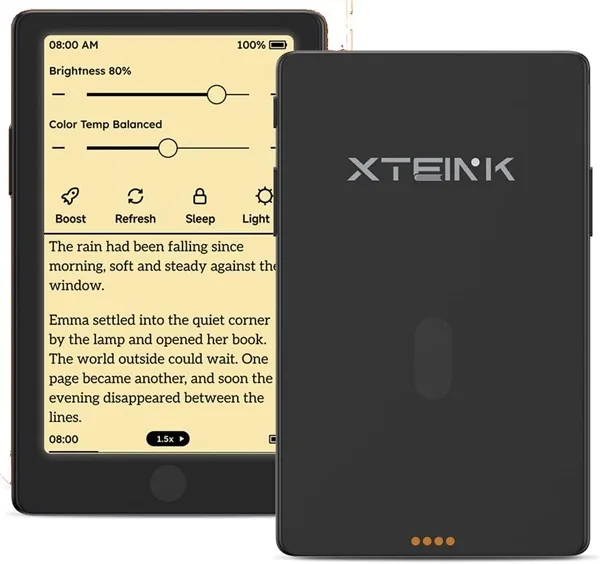 08:00 AM 100%
Brightness 80%
Color Temp Balanced
Boost Refresh Sleep Light
The rain had been falling since
morning, soft and steady against the
window.
Emma settled into the quiet corner
by the lamp and opened her book.
The world outside could wait. One
page became another, and soon the
evening disappeared between the
lines.
08:00 1.5x
XTEINK